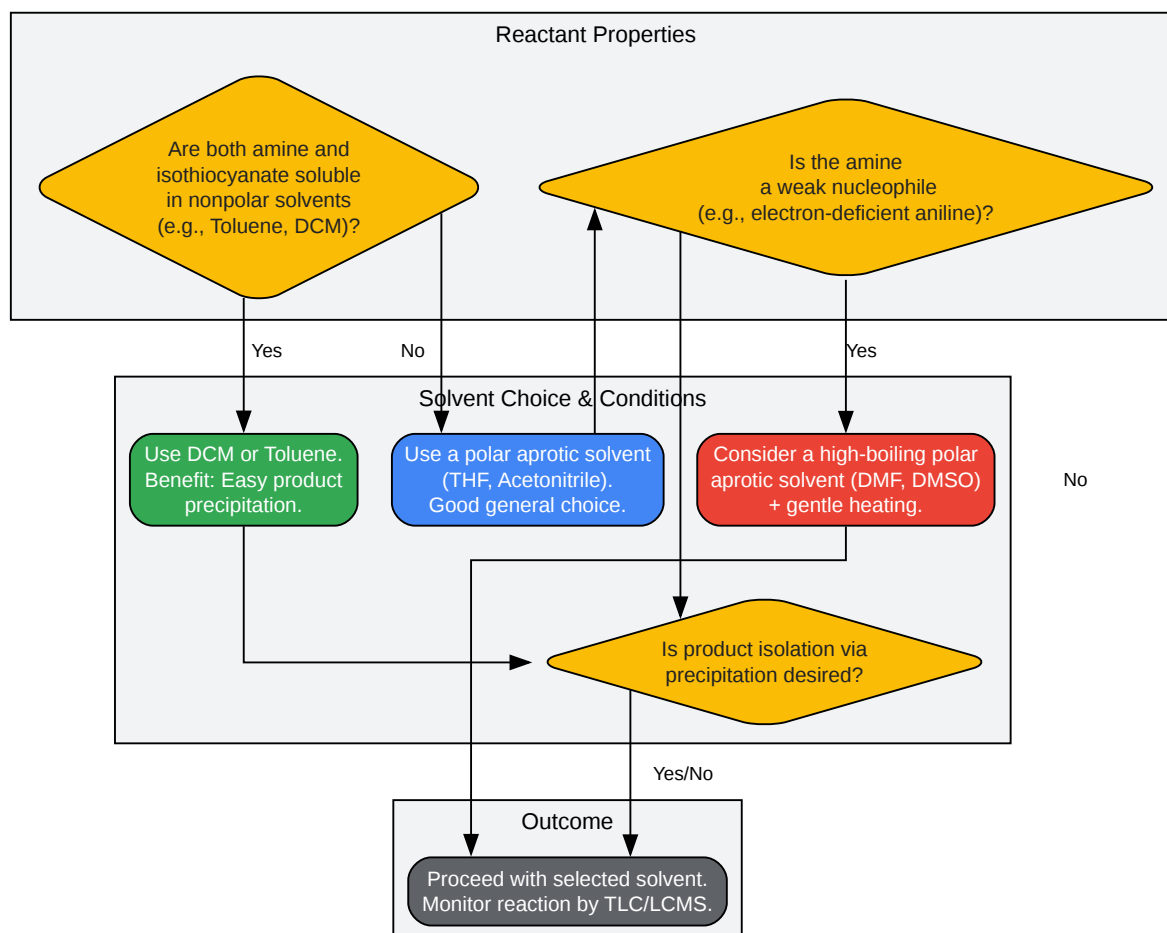 Reactant Properties
Are both amine and
isothiocyanate soluble
in nonpolar solvents
(e.g., Toluene, DCM)?
Is the amine
a weak nucleophile
(e.g., electron-deficient aniline)?
Yes
No
Yes
Solvent Choice & Conditions
Use DCM or Toluene.
Benefit: Easy product
precipitation.
Use a polar aprotic solvent
(THF, Acetonitrile).
Good general choice.
Consider a high-boiling polar
aprotic solvent (DMF, DMSO)
+ gentle heating.
No
Is product isolation via
precipitation desired?
Yes/No
Outcome
Proceed with selected solvent.
Monitor reaction by TLC/LCMS.